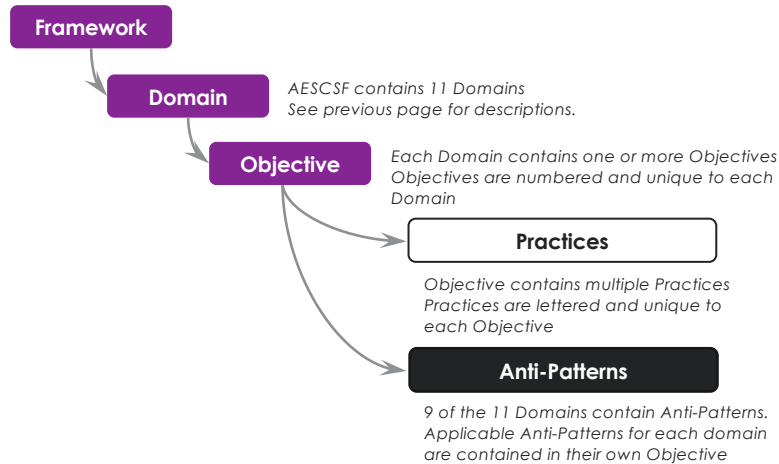 Framework
Domain
AESCSF contains 11 Domains
See previous page for descriptions.
Objective
Each Domain contains one or more Objectives
Objectives are numbered and unique to each
Domain
Practices
Objective contains multiple Practices
Practices are lettered and unique to
each Objective
Anti-Patterns
9 of the 11 Domains contain Anti-Patterns.
Applicable Anti-Patterns for each domain
are contained in their own Objective